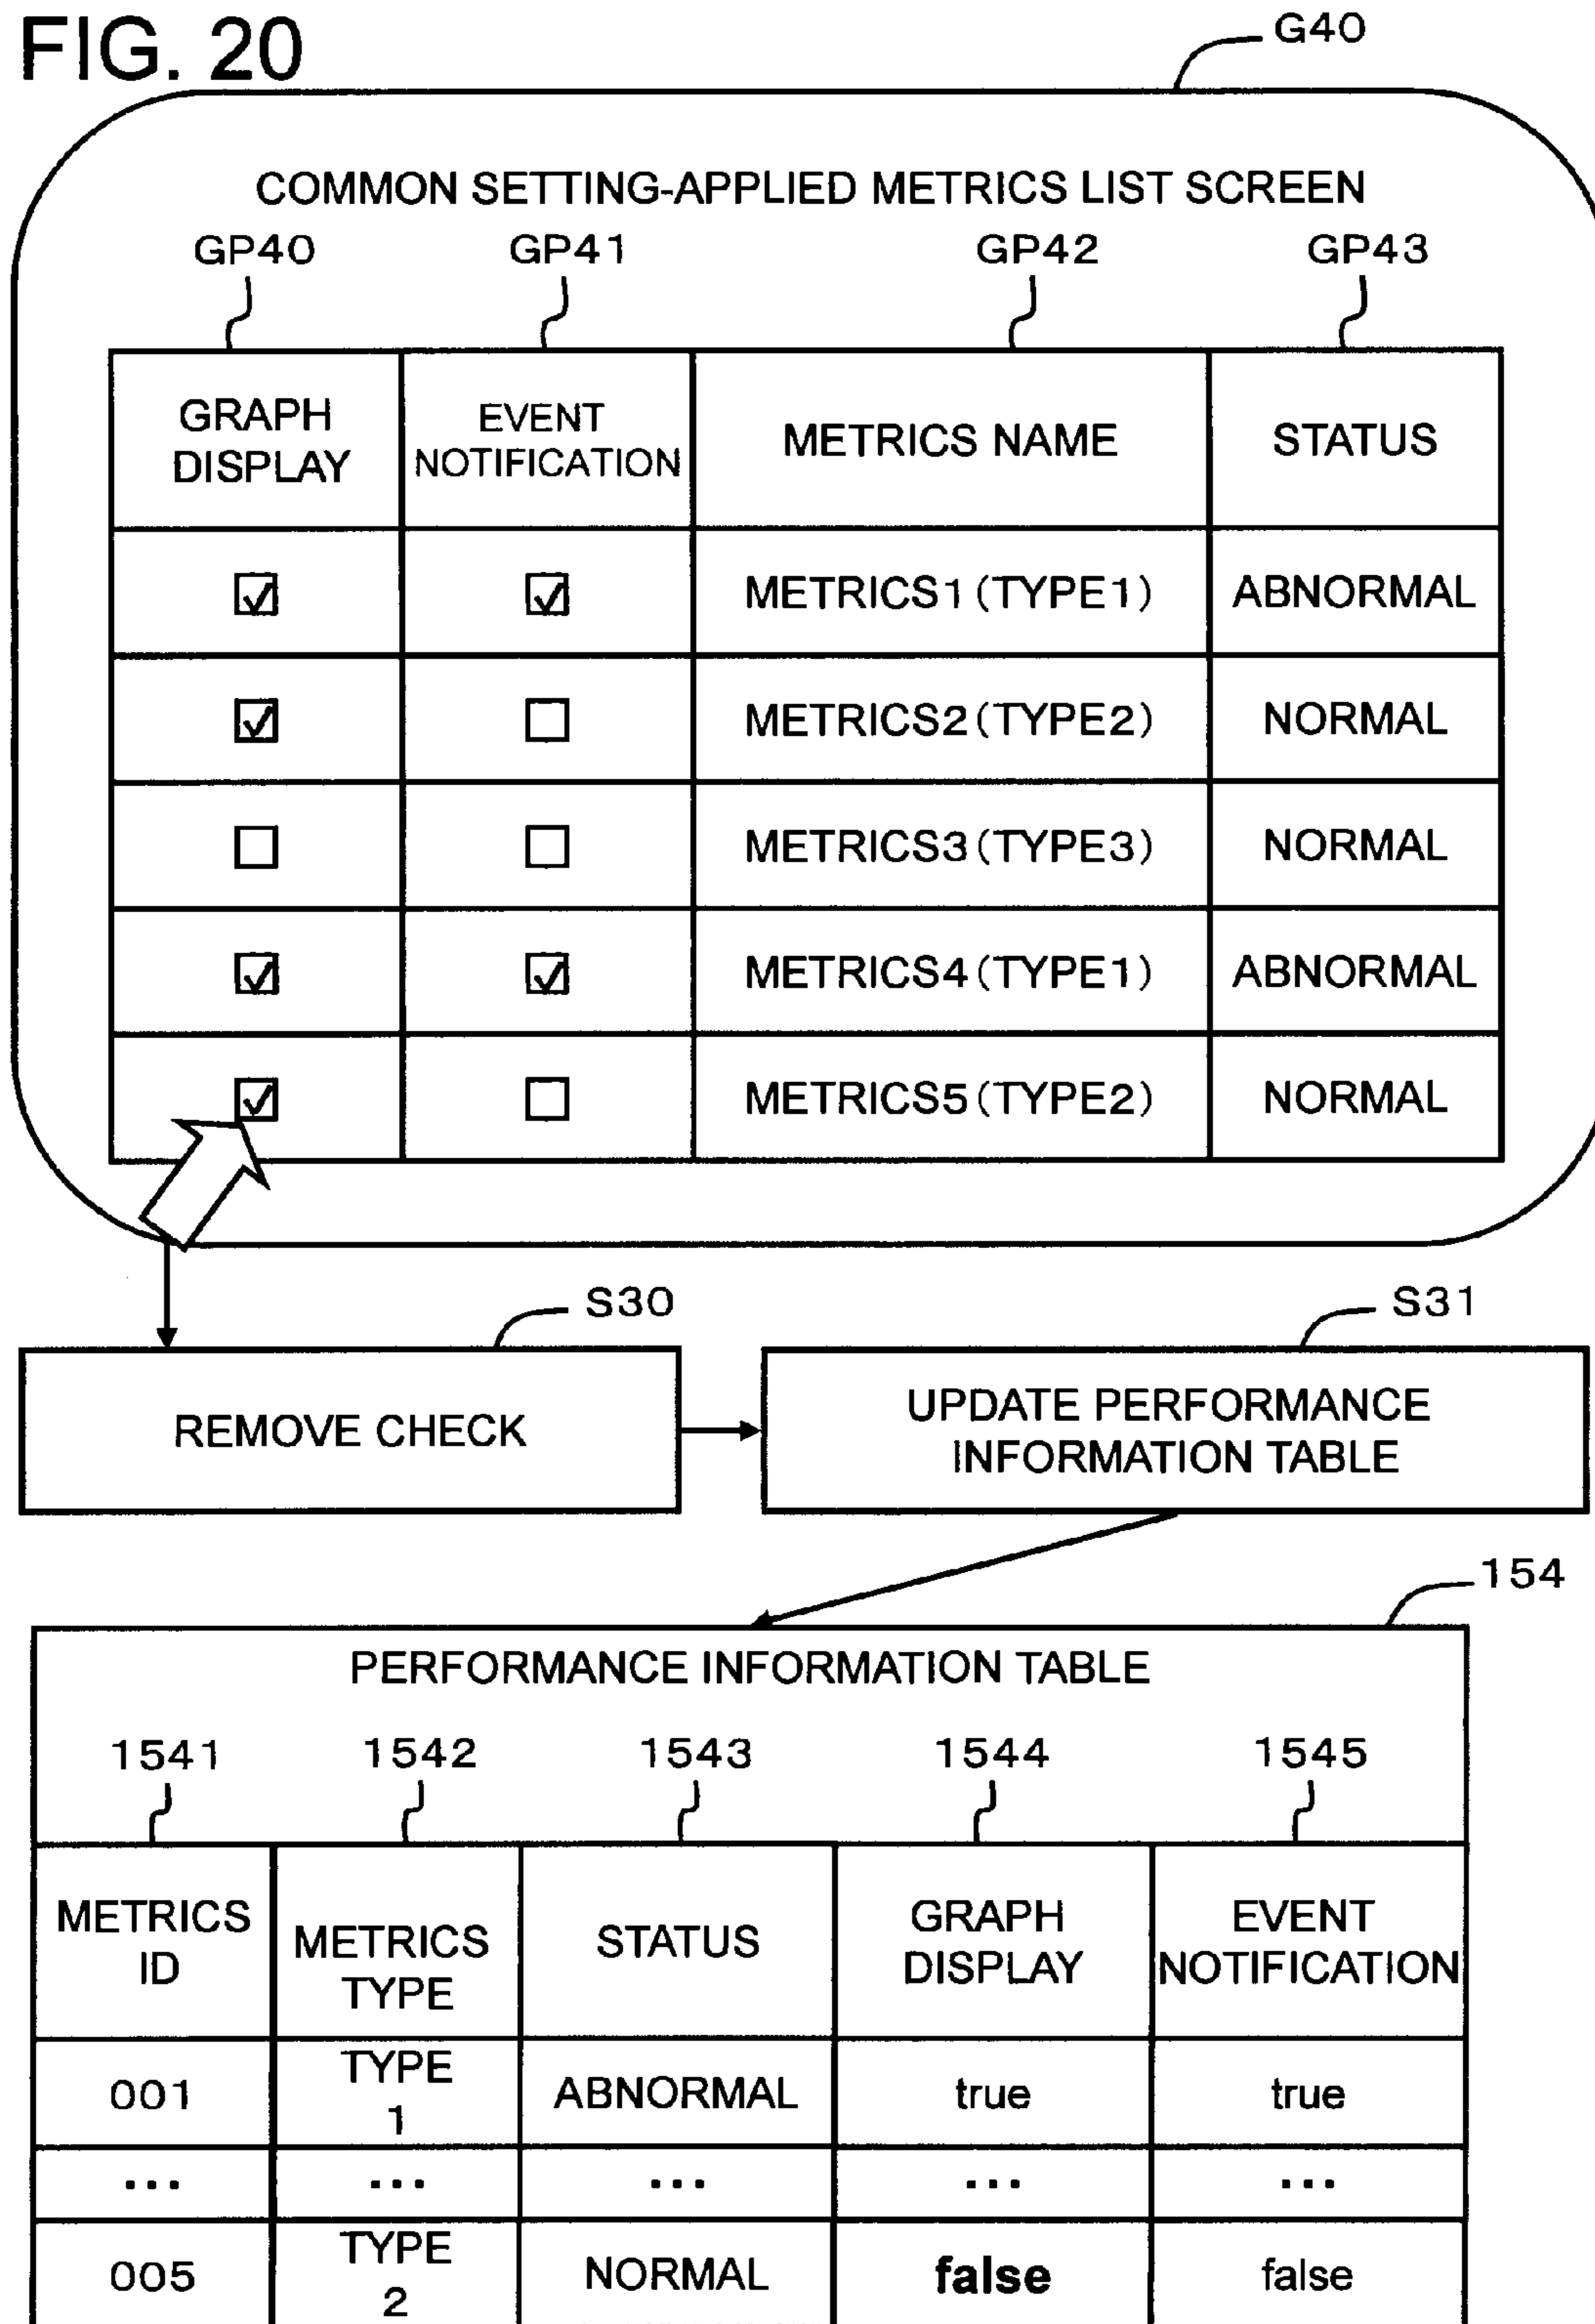 FIG. 20
G40
COMMON SETTING-APPLIED METRICS LIST SCREEN
GP40 GP41 GP42 GP43
GRAPH DISPLAY EVENT NOTIFICATION METRICS NAME STATUS
METRICS1(TYPE1) ABNORMAL
METRICS2(TYPE2) NORMAL
METRICS3(TYPE3) NORMAL
METRICS4(TYPE1) ABNORMAL
METRICS5(TYPE2) NORMAL
S30 S31
REMOVE CHECK
UPDATE PERFORMANCE
INFORMATION TABLE
154
PERFORMANCE INFORMATION TABLE
1541 1542 1543 1544 1545
METRICS ID METRICS TYPE STATUS GRAPH DISPLAY EVENT NOTIFICATION
001 TYPE 1 ABNORMAL true true
... ... ... ... ...
005 TYPE 2 NORMAL false false